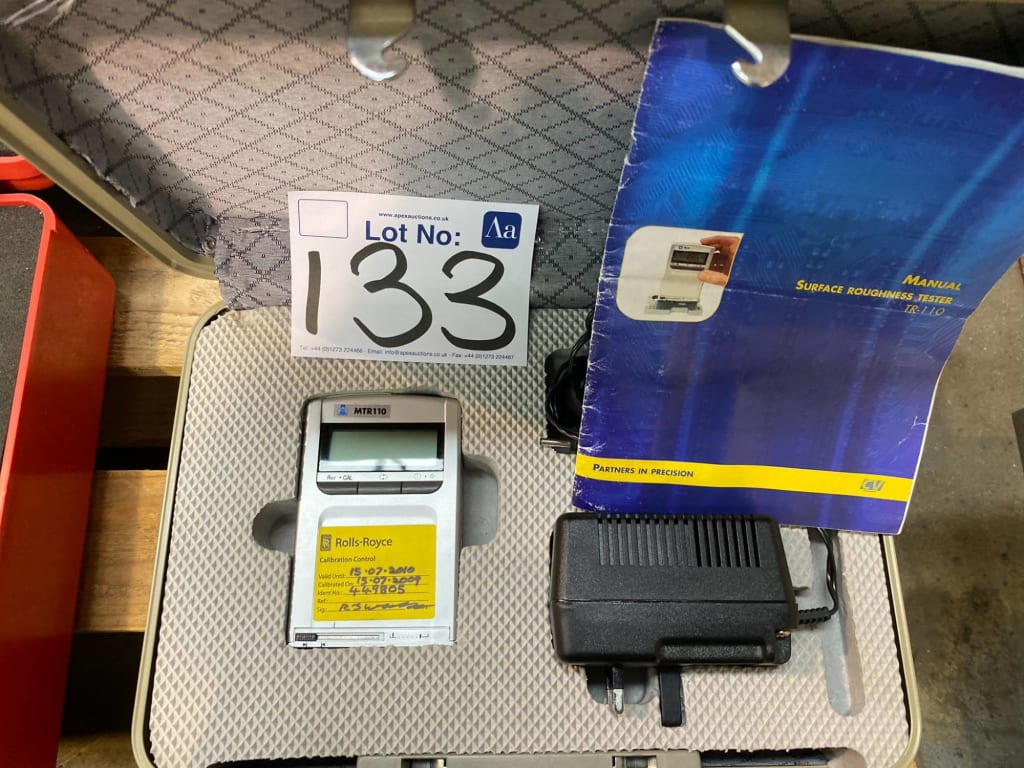 www.apexauctions.co.uk
Lot No:
Aa
133
Tel: +44 (0)1273 224466 - Email: info@apexauctions.co.uk - Fax: +44 (0)1273 224467
MANUAL
SURFACE ROUGHNESS TESTER
TR-110
PARTNERS IN PRECISION
CV
MTR110
CAL
Rolls-Royce
Calibration Control
Valid Until: 15.07.2010
Calibrated On: 15.07.2009
Ident No.: 449805
Ref:
Sig: